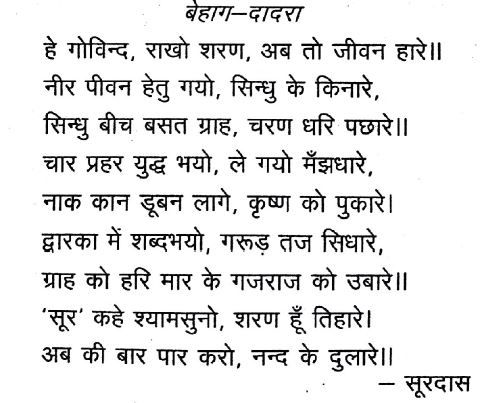 बेहाग–दादरा
हे गोविन्द, राखो शरण, अब तो जीवन हारे॥
नीर पीवन हेतु गयो, सिन्धु के किनारे,
सिन्धु बीच बसत ग्राह, चरण धरि पछारे॥
चार प्रहर युद्ध भयो, ले गयो मँझधारे,
नाक कान डूबन लागे, कृष्ण को पुकारे।
द्वारका में शब्दभयो, गरूड़ तज सिधारे,
ग्राह को हरि मार के गजराज को उबारे॥
‘सूर’ कहे श्यामसुनो, शरण हूँ तिहारे।
अब की बार पार करो, नन्द के दुलारे॥
– सूरदास